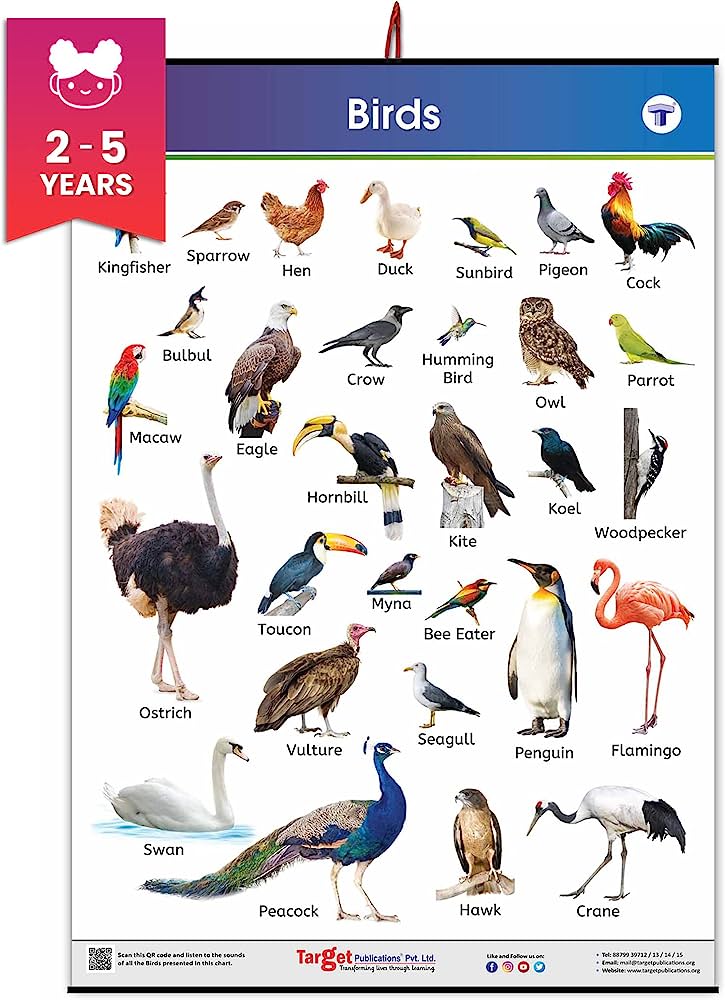 2 - 5
YEARS
Birds
T
Kingfisher
Sparrow
Hen
Duck
Sunbird
Pigeon
Cock
Bulbul
Crow
Humming
Bird
Owl
Parrot
Macaw
Eagle
Hornbill
Kite
Koel
Woodpecker
Ostrich
Toucon
Myna
Bee Eater
Vulture
Seagull
Penguin
Flamingo
Swan
Peacock
Hawk
Crane
Scan this QR code and listen to the sounds
of all the Birds presented in this chart.
Target Publications® Pvt. Ltd.
Transforming lives through learning.
Like and Follow us on:
• Tel: 88799 39712 / 13 / 14 / 15
• Email: mail@targetpublications.org
• Website: www.targetpublications.org